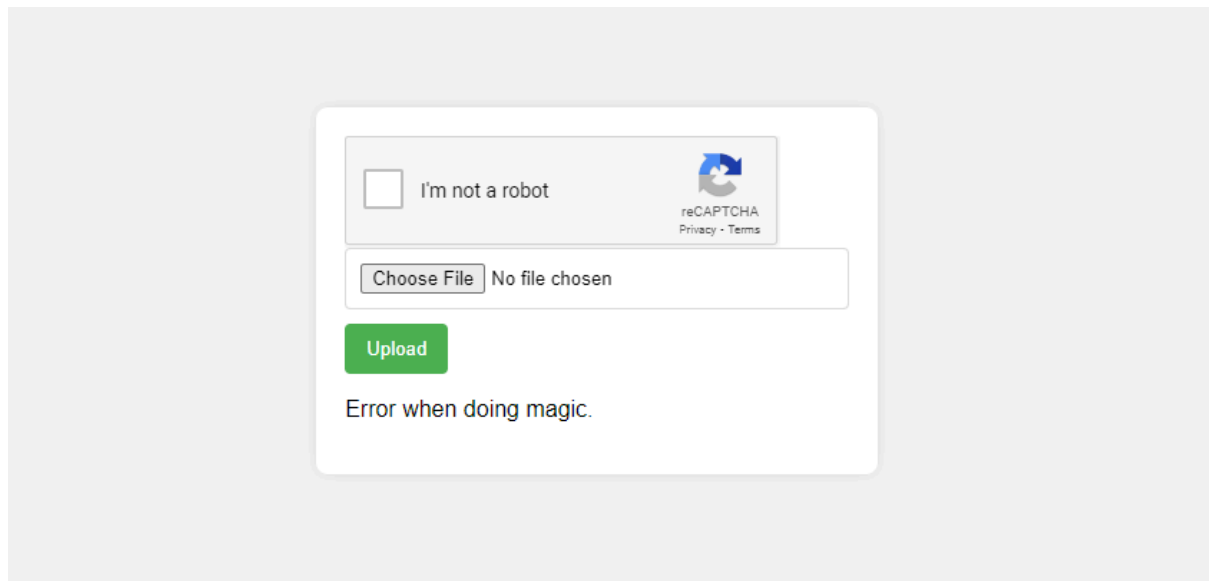 I'm not a robot
reCAPTCHA
Privacy - Terms
Choose File No file chosen
Upload
Error when doing magic.